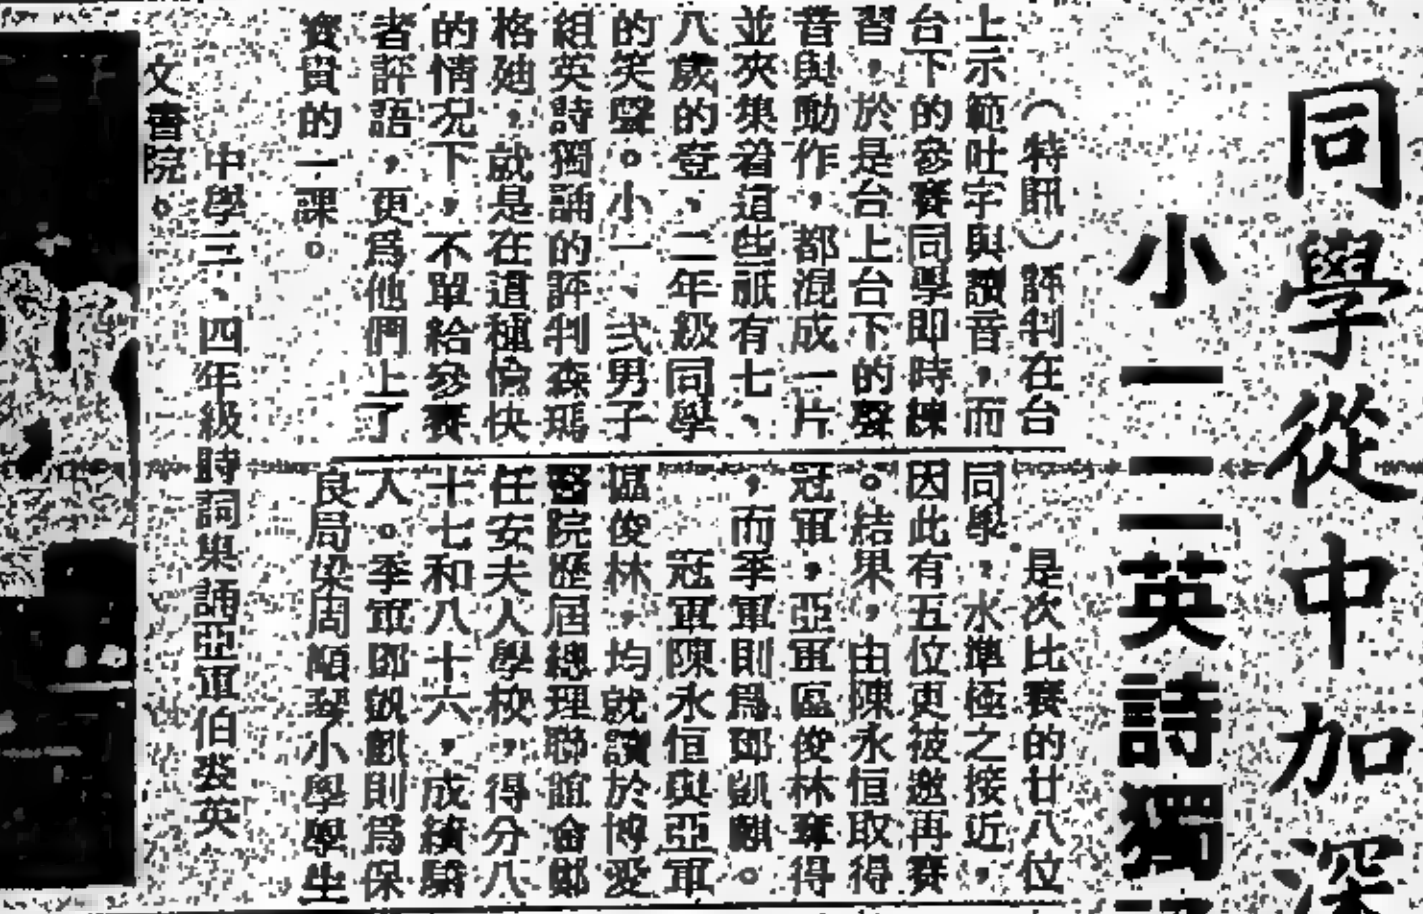 同學從中加深
小一二英詩獨
（特訊）評判在台
上示範吐字與讀音，而
台下的參賽同學即時練
習，於是台上台下的聲
音與動作，都混成一片
並夾集着這些祇有七、
八歲的壹、二年級同學
的笑聲。小一、弍男子
組英詩獨誦的評判森瑪
格廸，就是在這種愉快
的情况下，不單給參賽
者評語，更爲他們上了
寳貴的一課。
是次比賽的廿八位
同學，水準極之接近，
因此有五位更被邀再賽
。結果，由陳永恒取得
冠軍，亞軍區俊林奪得
，而季軍則爲鄧凱麒。
冠軍陳永恒與亞軍
區俊林，均就讀於博愛
醫院歷屆總理聯誼會鄭
任安夫人學校，得分八
十七和八十六，成績驕
人。季軍鄧凱麒則爲保
良局梁周順琴小學學生
中學三、四年級詩詞集誦亞軍伯裘英
文書院。